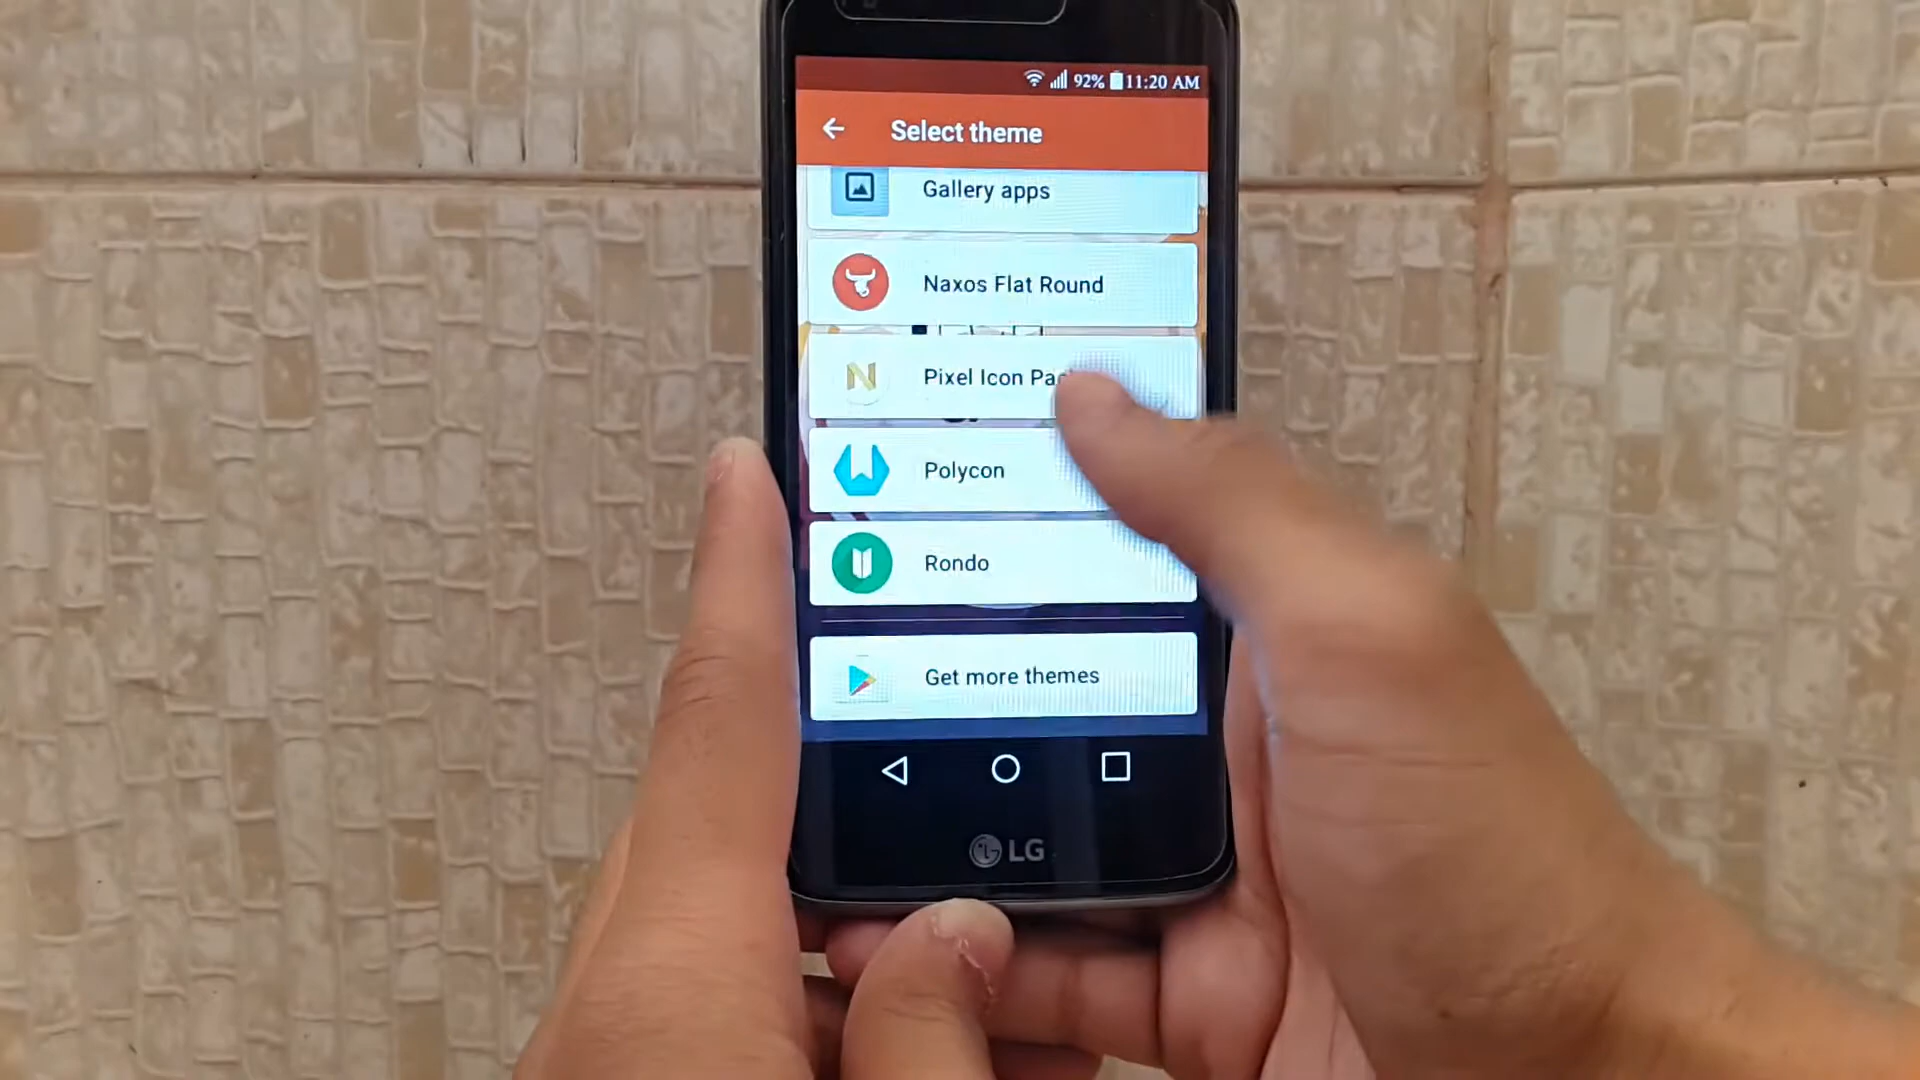 92% 11:20 AM
Select theme
Gallery apps
Naxos Flat Round
Pixel Icon
Polycon
Rondo
Get more themes
LG